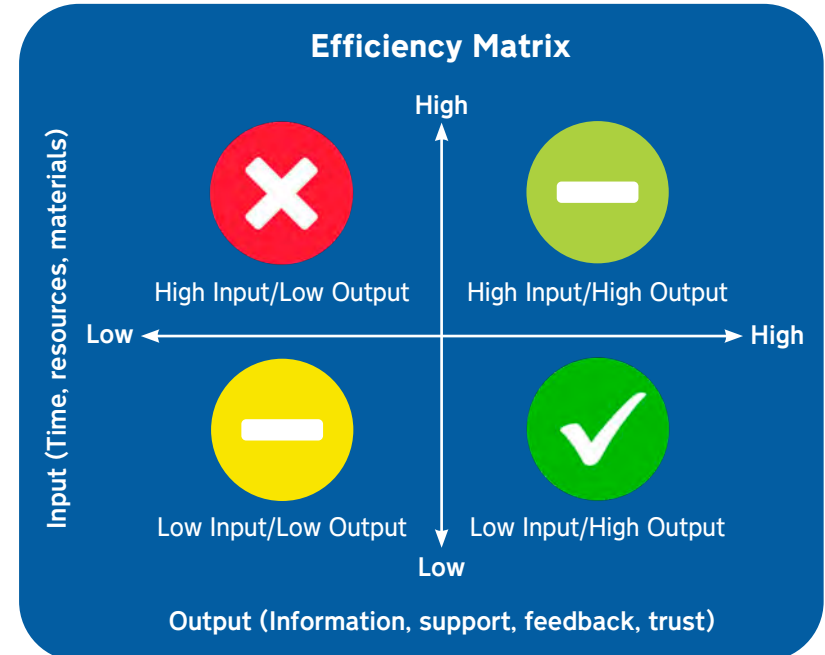 Efficiency Matrix
High
Input (Time, resources, materials)
High Input/Low Output
High Input/High Output
Low
High
Low Input/Low Output
Low Input/High Output
Low
Output (Information, support, feedback, trust)